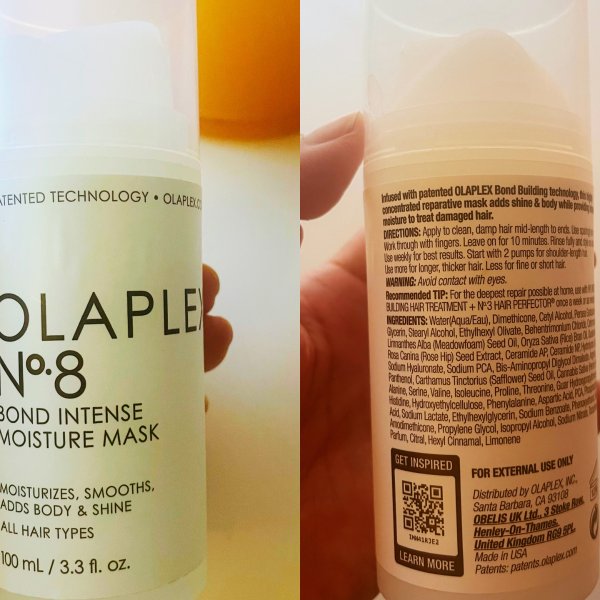 ATENTED TECHNOLOGY • OLAPLEX.CO
OLAPLEX
Nº.8
BOND INTENSE
MOISTURE MASK
MOISTURIZES, SMOOTHS,
ADDS BODY & SHINE
ALL HAIR TYPES
100 mL / 3.3 fl. oz.
Infused with patented OLAPLEX Bond Building technology, this
concentrated reparative mask adds shine & body while providing
moisture to treat damaged hair.
DIRECTIONS: Apply to clean, damp hair mid-length to ends. Use
Work through with fingers. Leave on for 10 minutes. Rinse fully and
Use weekly for best results. Start with 2 pumps for shoulder-length hair.
Use more for longer, thicker hair. Less for fine or short hair.
WARNING: Avoid contact with eyes.
Recommended Tip: For the deepest repair possible at home, use with
BUILDING HAIR TREATMENT + Nº3 HAIR PERFECTOR® once a week
INGREDIENTS: Water(Aqua/Eau), Dimethicone, Cetyl Alcohol, Persea
Glycerin, Stearyl Alcohol, Ethylhexyl Olivate, Behentrimonium
Limnanthes Alba (Meadowfoam) Seed Oil, Oryza Sativa (Rice) Bran Oil,
Rosa Canina (Rose Hip) Seed Extract, Ceramide AP, Ceramide NP,
Sodium Hyaluronate, Sodium PCA, Bis-Aminopropyl Diglycol Dimaleate,
Panthenol, Carthamus Tinctorius (Safflower) Seed Oil, Cannabis Sativa
Alanine, Serine, Valine, Isoleucine, Proline, Threonine, Guar
Histidine, Hydroxyethylcellulose, Phenylalanine, Aspartic Acid, PCA,
Acid, Sodium Lactate, Ethylhexylglycerin, Sodium Benzoate,
Amodimethicone, Propylene Glycol, Isopropyl Alcohol, Sodium Nitrate,
Parfum, Citral, Hexyl Cinnamal, Limonene
GET INSPIRED
LEARN MORE
FOR EXTERNAL USE ONLY
Distributed by OLAPLEX, INC.,
Santa Barbara, CA 93108
OBELIS UK Ltd., 3 Stoke Row,
Henley-On-Thames,
United Kingdom RG9 5PL.
Made in USA
Patents: patents.olaplex.com